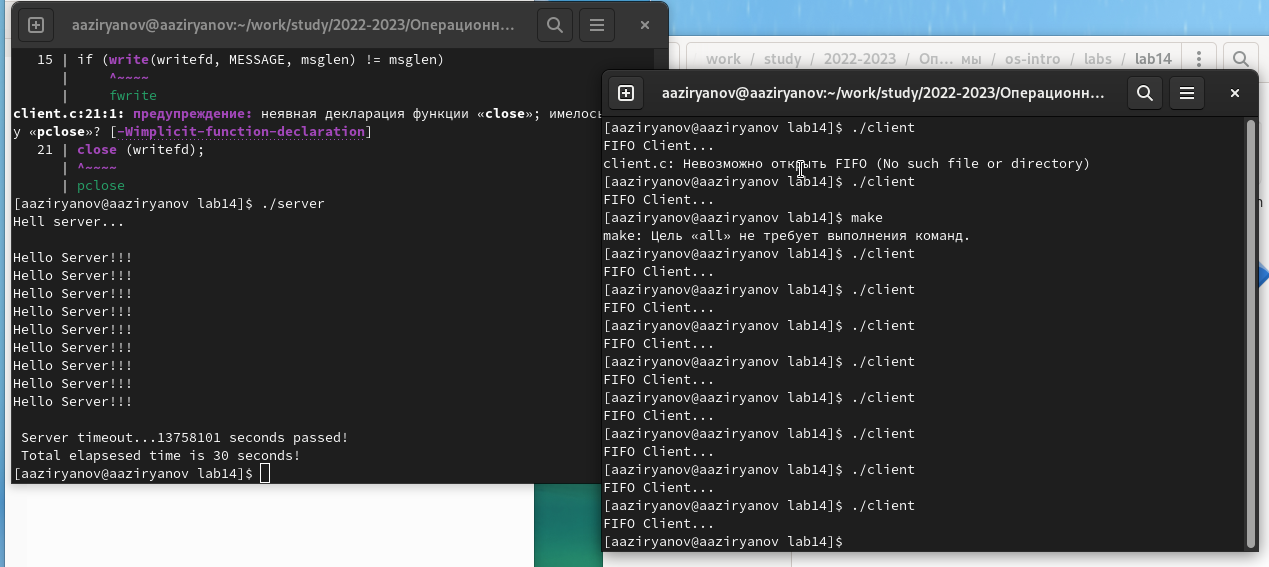 aaziryanov@aaziryanov:~/work/study/2022-2023/Операционн...
15 | if (write(writefd, MESSAGE, msglen) != msglen)
| ^~~~~
| fwrite
client.c:21:1: предупреждение: неявная декларация функции «close»; имелось
у «pclose»? [-Wimplicit-function-declaration]
21 | close (writefd);
| ^~~~~
| pclose
[aaziryanov@aaziryanov lab14]$ ./server
Hell server...
Hello Server!!!
Hello Server!!!
Hello Server!!!
Hello Server!!!
Hello Server!!!
Hello Server!!!
Hello Server!!!
Hello Server!!!
Hello Server!!!
Server timeout...13758101 seconds passed!
Total elapsesed time is 30 seconds!
[aaziryanov@aaziryanov lab14]$
work / study / 2022-2023 / Оп... мы / os-intro / labs / lab14
aaziryanov@aaziryanov:~/work/study/2022-2023/Операционн...
[aaziryanov@aaziryanov lab14]$ ./client
FIFO Client...
client.c: Невозможно открыть FIFO (No such file or directory)
[aaziryanov@aaziryanov lab14]$ ./client
FIFO Client...
[aaziryanov@aaziryanov lab14]$ make
make: Цель «all» не требует выполнения команд.
[aaziryanov@aaziryanov lab14]$ ./client
FIFO Client...
[aaziryanov@aaziryanov lab14]$ ./client
FIFO Client...
[aaziryanov@aaziryanov lab14]$ ./client
FIFO Client...
[aaziryanov@aaziryanov lab14]$ ./client
FIFO Client...
[aaziryanov@aaziryanov lab14]$ ./client
FIFO Client...
[aaziryanov@aaziryanov lab14]$ ./client
FIFO Client...
[aaziryanov@aaziryanov lab14]$ ./client
FIFO Client...
[aaziryanov@aaziryanov lab14]$ ./client
FIFO Client...
[aaziryanov@aaziryanov lab14]$